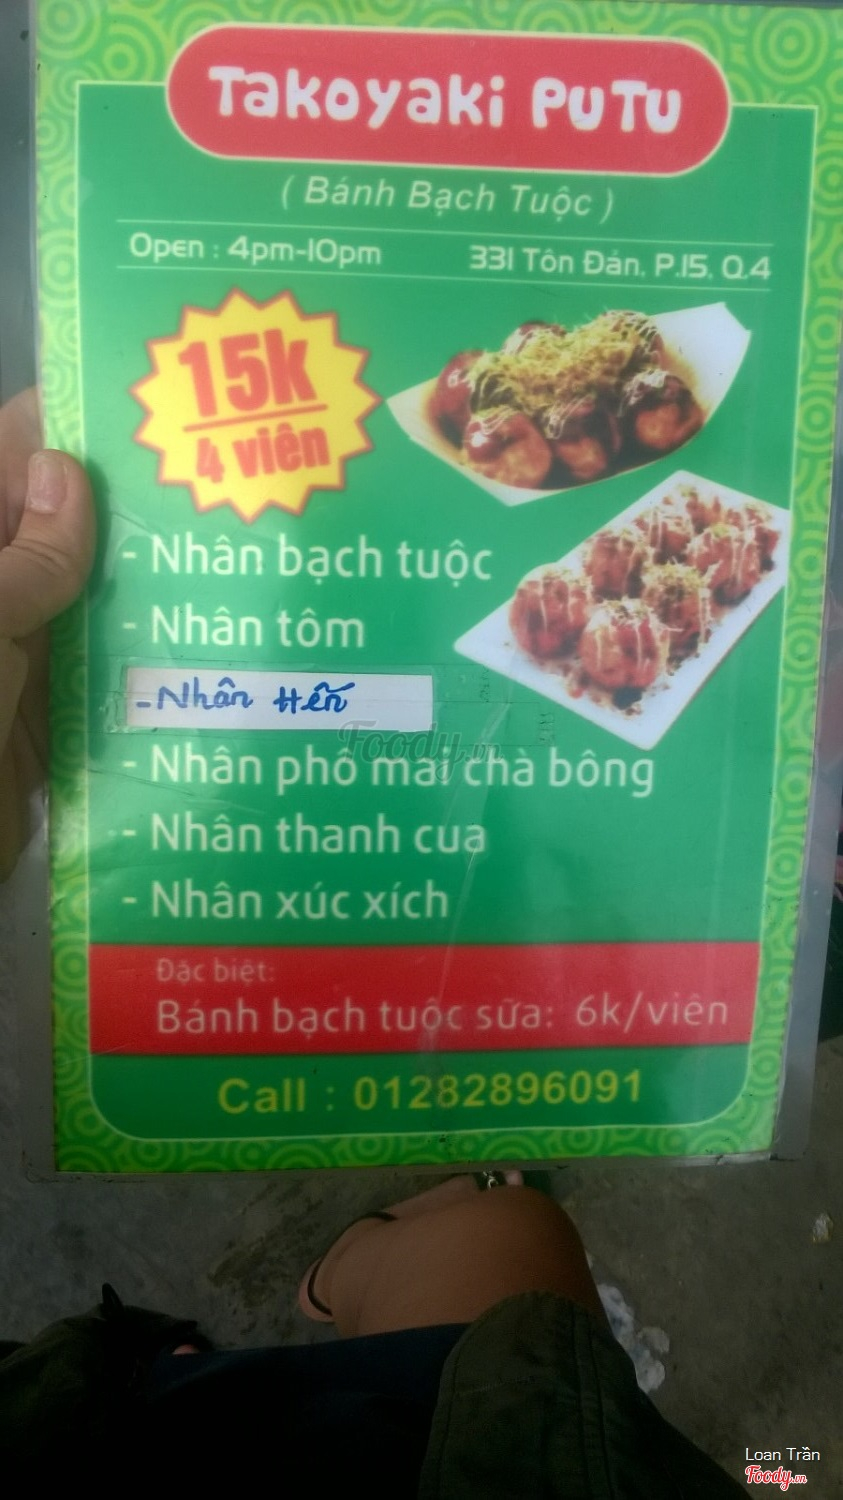 Takoyaki PUTU
( Bánh Bạch Tuộc )
Open : 4pm-10pm 331 Tôn Đản, P.15, Q.4
15k
4 viên
- Nhân bạch tuộc
- Nhân tôm
- Nhân Hến
Foody.vn
- Nhân phô mai chà bông
- Nhân thanh cua
- Nhân xúc xích
Đặc biệt:
Bánh bạch tuộc sữa: 6k/viên
Call : 01282896091
Loan Trần
Foody.vn